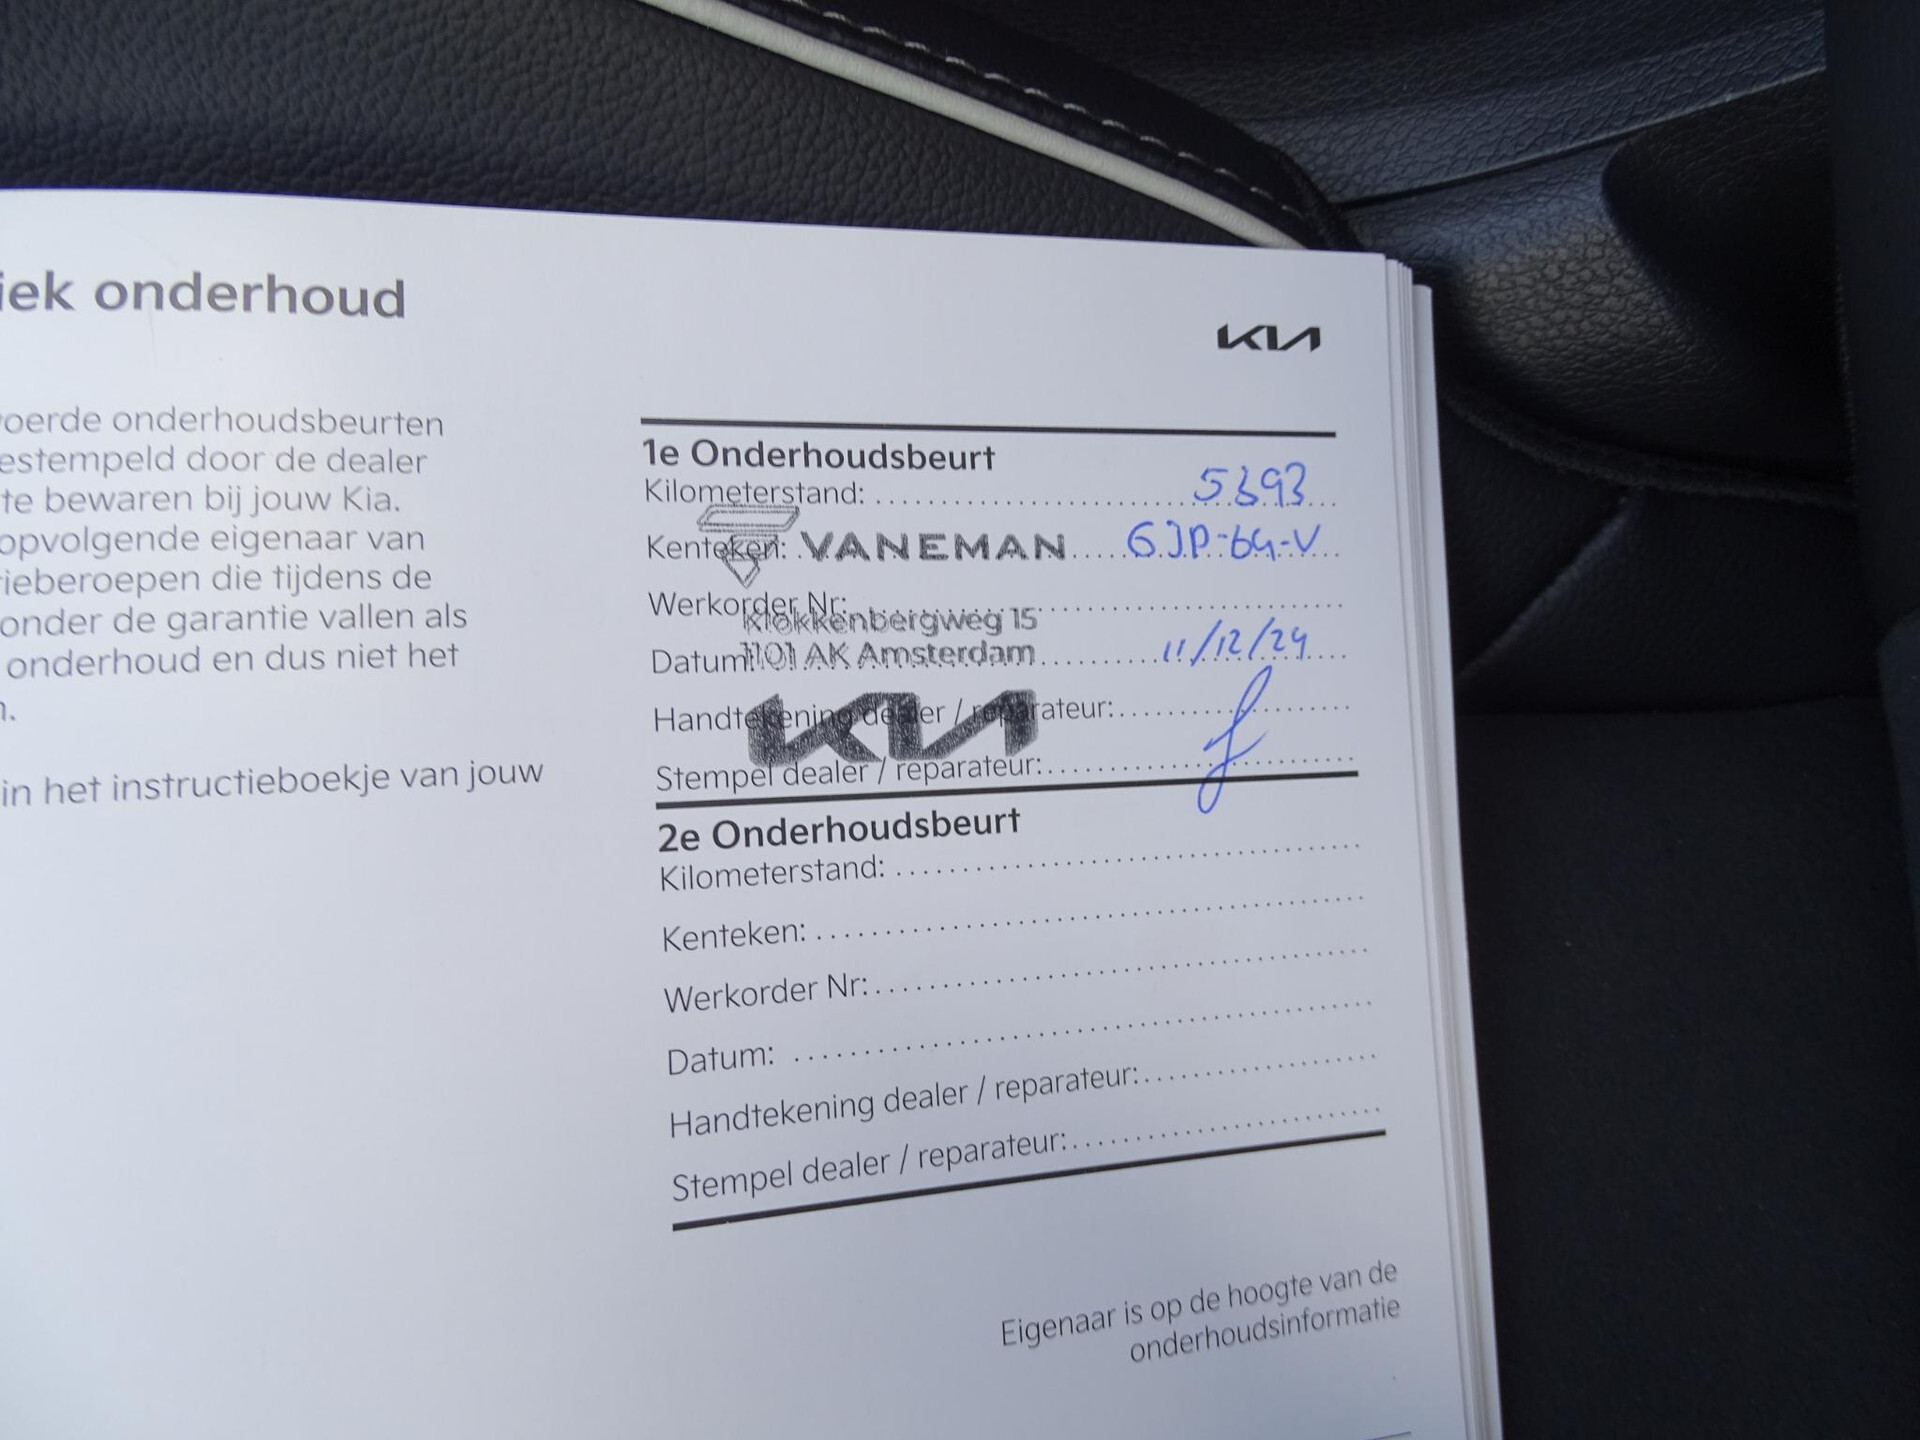 iek onderhoud
KIA
voerde onderhoudsbeurten
estempeld door de dealer
te bewaren bij jouw Kia.
opvolgende eigenaar van
rieberoepen die tijdens de
onder de garantie vallen als
onderhoud en dus niet het
n.
in het instructieboekje van jouw
1e Onderhoudsbeurt
Kilometerstand: 5393
Kenteken: VANEMAN
Werkorder Nr:
Klokkenbergweg 15
Datum: 11/12/24
1101 AK Amsterdam
Handtekening dealer / reparateur:
KIA
Stempel dealer / reparateur:
2e Onderhoudsbeurt
Kilometerstand:
Kenteken:
Werkorder Nr:
Datum:
Handtekening dealer / reparateur:
Stempel dealer / reparateur:
Eigenaar is op de hoogte van de
onderhoudsinformatie